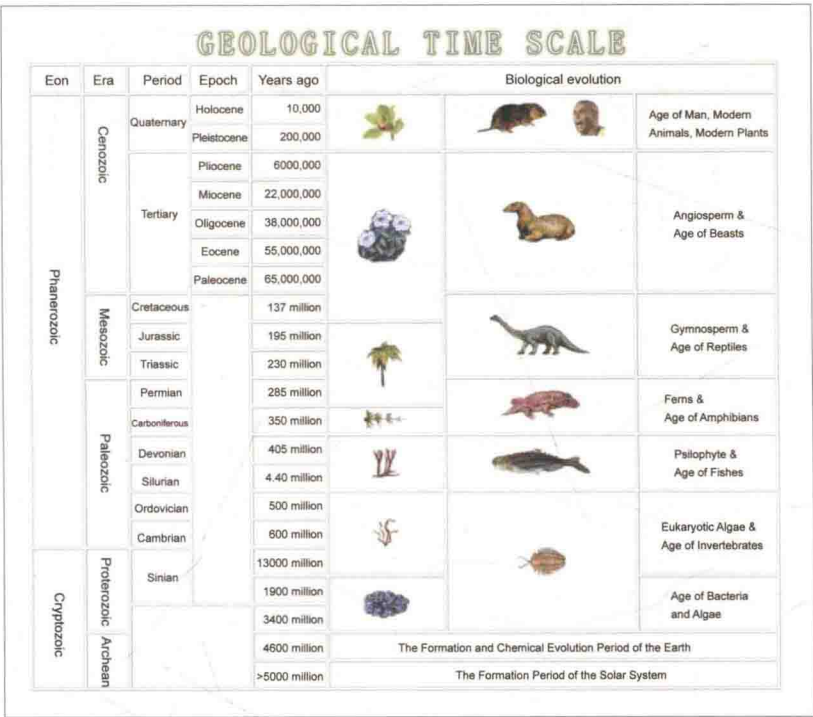 GEOLOGICAL TIME SCALE
Eon Era Period Epoch Years ago Biological evolution
Phanerozoic
Cenozoic
Quaternary
Holocene 10,000
Pleistocene 200,000
Age of Man, Modern
Animals, Modern Plants
Tertiary
Pliocene 6000,000
Miocene 22,000,000
Oligocene 38,000,000
Eocene 55,000,000
Paleocene 65,000,000
Angiosperm &
Age of Beasts
Mesozoic
Cretaceous 137 million
Jurassic 195 million
Triassic 230 million
Gymnosperm &
Age of Reptiles
Paleozoic
Permian 285 million
Carboniferous 350 million
Ferns &
Age of Amphibians
Devonian 405 million
Silurian 4.40 million
Psilophyte &
Age of Fishes
Ordovician 500 million
Cambrian 600 million
Eukaryotic Algae &
Age of Invertebrates
Cryptozoic
Proterozoic
Sinian
13000 million
1900 million
3400 million
Age of Bacteria
and Algae
Archean
4600 million The Formation and Chemical Evolution Period of the Earth
>5000 million The Formation Period of the Solar System